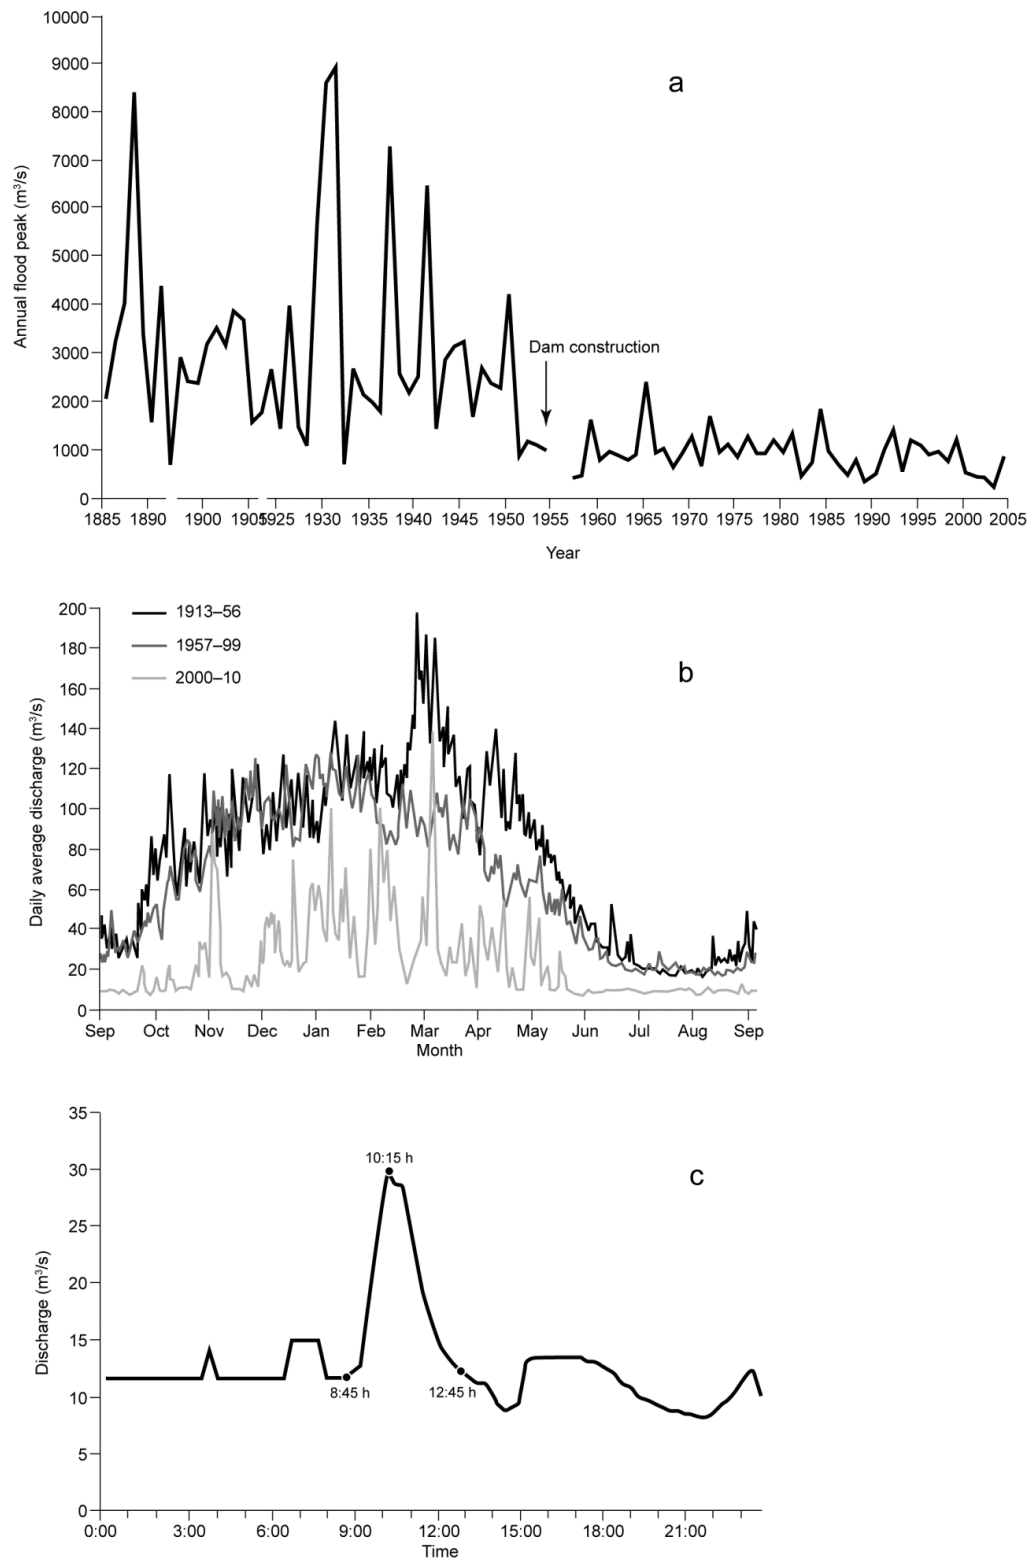 10000
9000
8000
7000
6000
5000
4000
3000
2000
1000
0
Annual flood peak (m³/s)
a
Dam construction
1885 1890 1900 1905 1925 1930 1935 1940 1945 1950 1955 1960 1965 1970 1975 1980 1985 1990 1995 2000 2005
Year
200
180
160
140
120
100
80
60
40
20
0
Daily average discharge (m³/s)
1913–56
1957–99
2000–10
b
Sep Oct Nov Dec Jan Feb Mar Apr May Jun Jul Aug Sep
Month
35
30
25
20
15
10
5
0
Discharge (m³/s)
c
10:15 h
8:45 h
12:45 h
0:00 3:00 6:00 9:00 12:00 15:00 18:00 21:00
Time